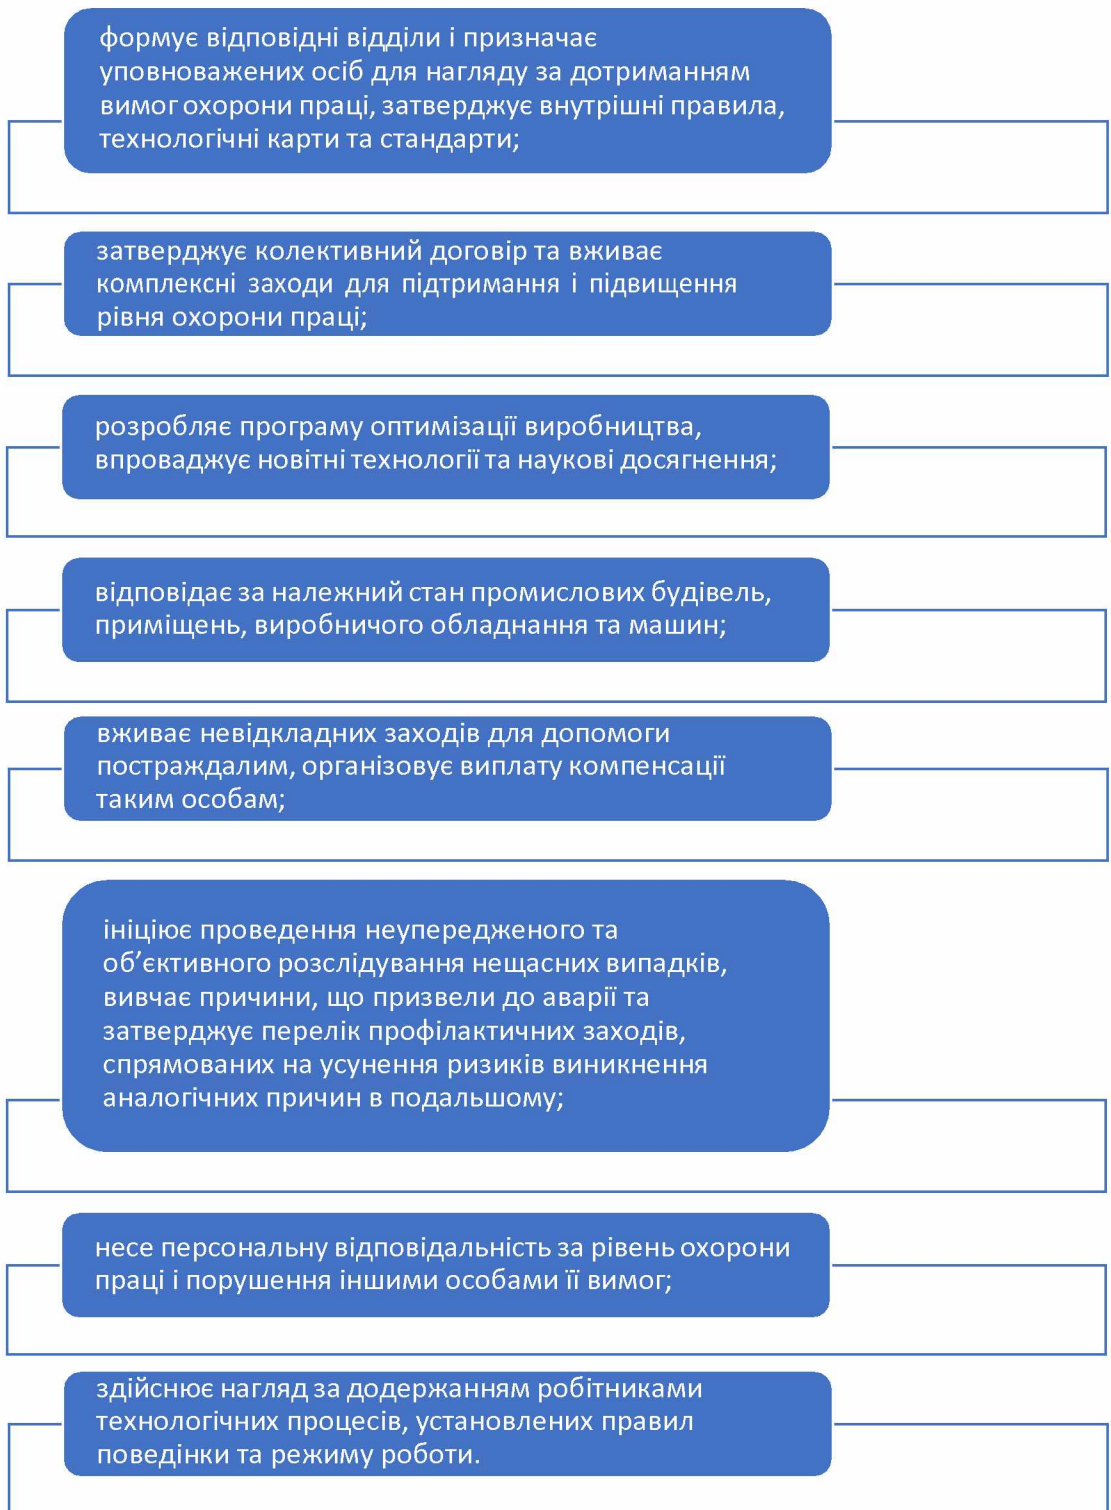 формує відповідні відділи і призначає
уповноважених осіб для нагляду за дотриманням
вимог охорони праці, затверджує внутрішні правила,
технологічні карти та стандарти;
затверджує колективний договір та вживає
комплексні заходи для підтримання і підвищення
рівня охорони праці;
розробляє програму оптимізації виробництва,
впроваджує новітні технології та наукові досягнення;
відповідає за належний стан промислових будівель,
приміщень, виробничого обладнання та машин;
вживає невідкладних заходів для допомоги
постраждалим, організовує виплату компенсації
таким особам;
ініціює проведення неупередженого та
об’єктивного розслідування нещасних випадків,
вивчає причини, що призвели до аварії та
затверджує перелік профілактичних заходів,
спрямованих на усунення ризиків виникнення
аналогічних причин в подальшому;
несе персональну відповідальність за рівень охорони
праці і порушення іншими особами її вимог;
здійснює нагляд за додержанням робітниками
технологічних процесів, установлених правил
поведінки та режиму роботи.